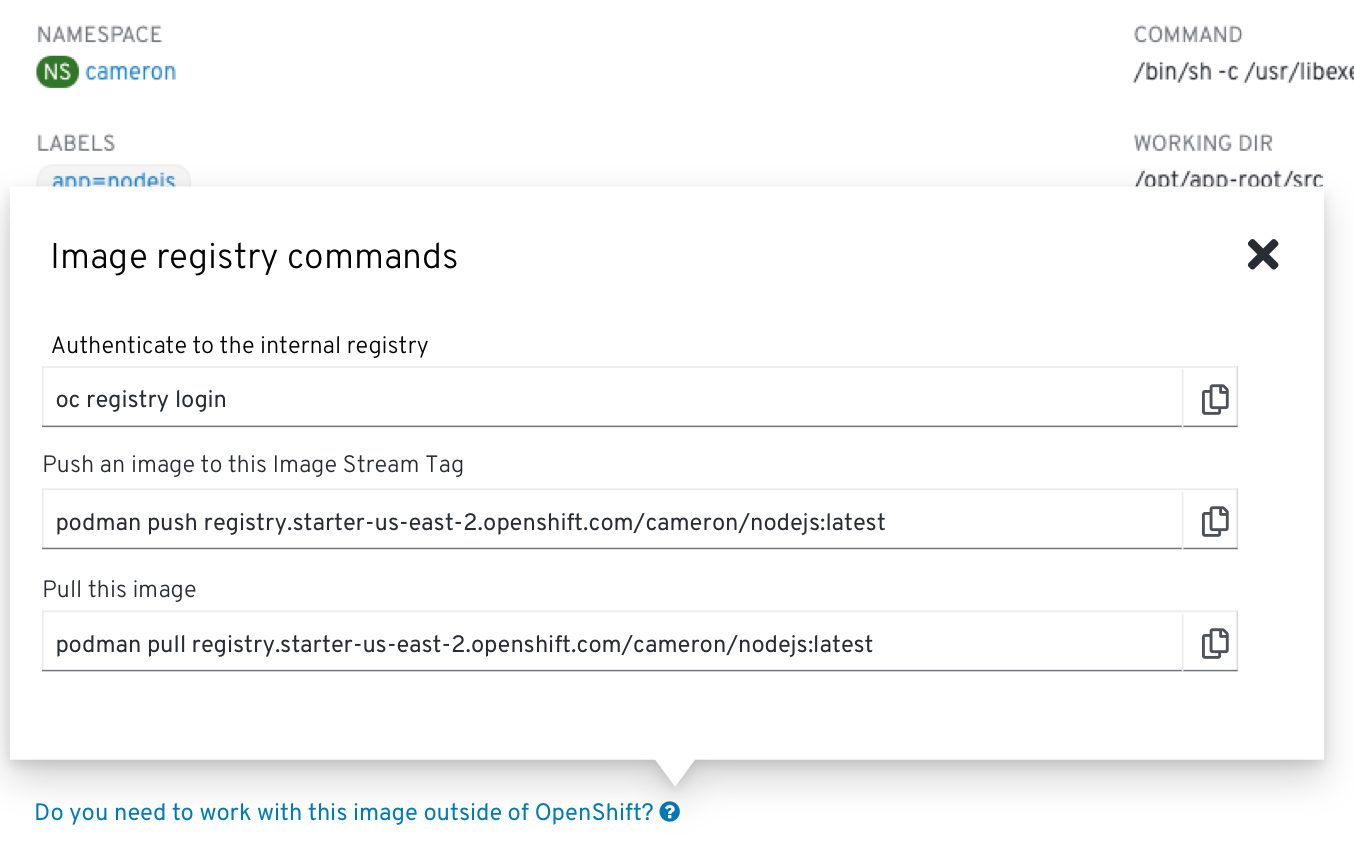 NAMESPACE
NS cameron
COMMAND
/bin/sh -c /usr/libexe
LABELS
app=nodejs
WORKING DIR
/opt/app-root/src
Image registry commands
Authenticate to the internal registry
oc registry login
Push an image to this Image Stream Tag
podman push registry.starter-us-east-2.openshift.com/cameron/nodejs:latest
Pull this image
podman pull registry.starter-us-east-2.openshift.com/cameron/nodejs:latest
Do you need to work with this image outside of OpenShift?